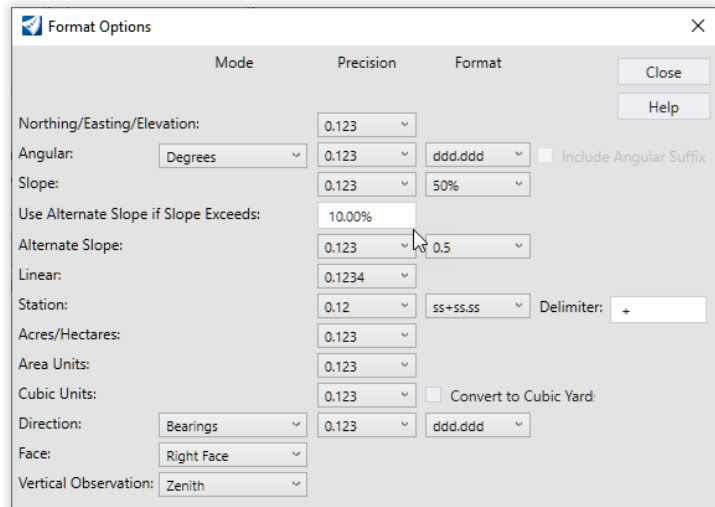 Format Options
Mode Precision Format
Close
Help
Northing/Easting/Elevation: 0.123
Angular: Degrees 0.123 ddd.ddd Include Angular Suffix
Slope: 0.123 50%
Use Alternate Slope if Slope Exceeds: 10.00%
Alternate Slope: 0.123 0.5
Linear: 0.1234
Station: 0.12 ss+ss.ss Delimiter: +
Acres/Hectares: 0.123
Area Units: 0.123
Cubic Units: 0.123 Convert to Cubic Yard
Direction: Bearings 0.123 ddd.ddd
Face: Right Face
Vertical Observation: Zenith